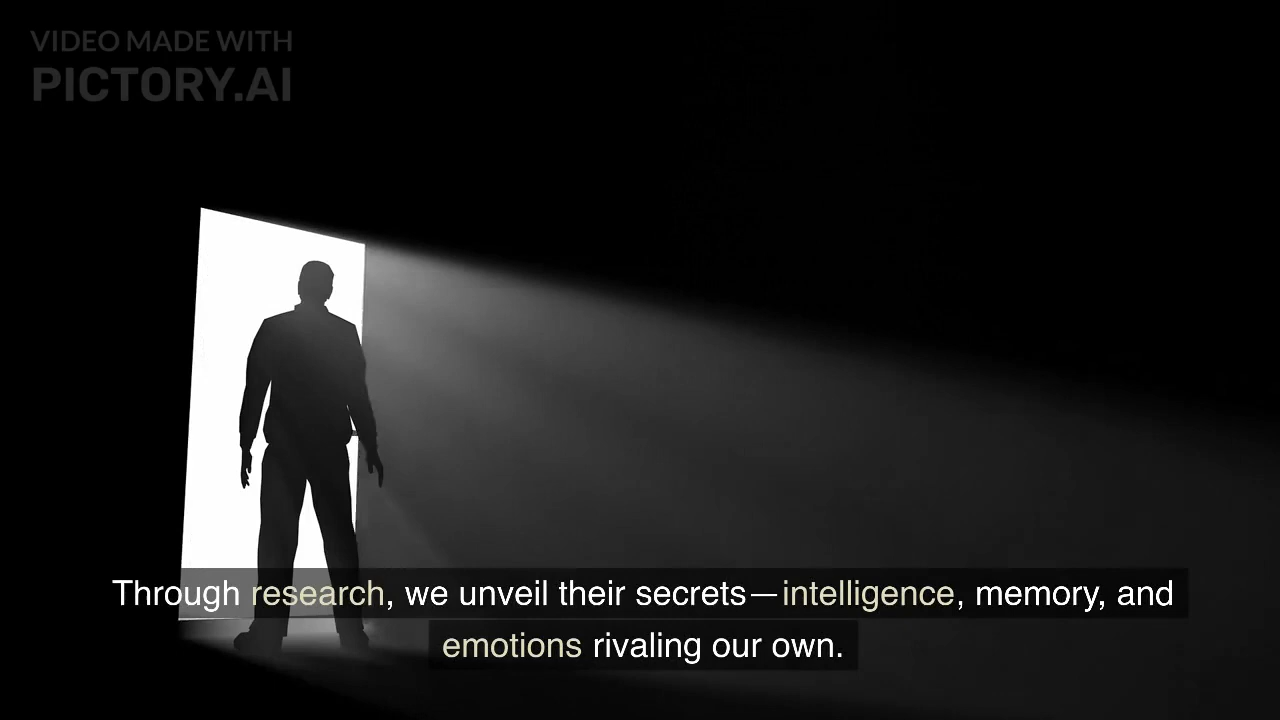 VIDEO MADE WITH
PICTORY.AI
Through research, we unveil their secrets—intelligence, memory, and
emotions rivaling our own.